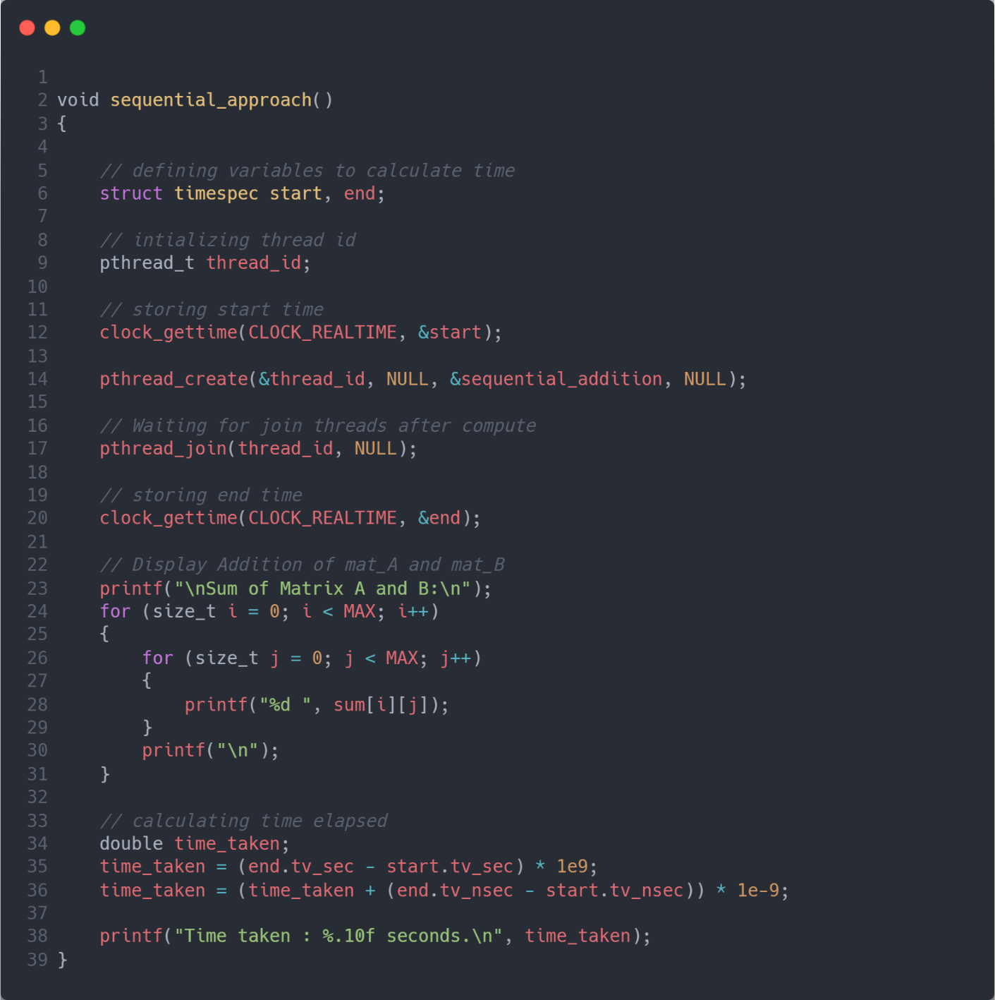 1
2 void sequential_approach()
3 {
4
5     // defining variables to calculate time
6     struct timespec start, end;
7
8     // intializing thread id
9     pthread_t thread_id;
10
11     // storing start time
12     clock_gettime(CLOCK_REALTIME, &start);
13
14     pthread_create(&thread_id, NULL, &sequential_addition, NULL);
15
16     // Waiting for join threads after compute
17     pthread_join(thread_id, NULL);
18
19     // storing end time
20     clock_gettime(CLOCK_REALTIME, &end);
21
22     // Display Addition of mat_A and mat_B
23     printf("\nSum of Matrix A and B:\n");
24     for (size_t i = 0; i < MAX; i++)
25     {
26         for (size_t j = 0; j < MAX; j++)
27         {
28             printf("%d ", sum[i][j]);
29         }
30         printf("\n");
31     }
32
33     // calculating time elapsed
34     double time_taken;
35     time_taken = (end.tv_sec - start.tv_sec) * 1e9;
36     time_taken = (time_taken + (end.tv_nsec - start.tv_nsec)) * 1e-9;
37
38     printf("Time taken : %.10f seconds.\n", time_taken);
39 }